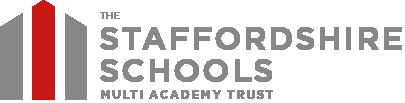 THE
STAFFORDSHIRE
SCHOOLS
MULTI ACADEMY TRUST